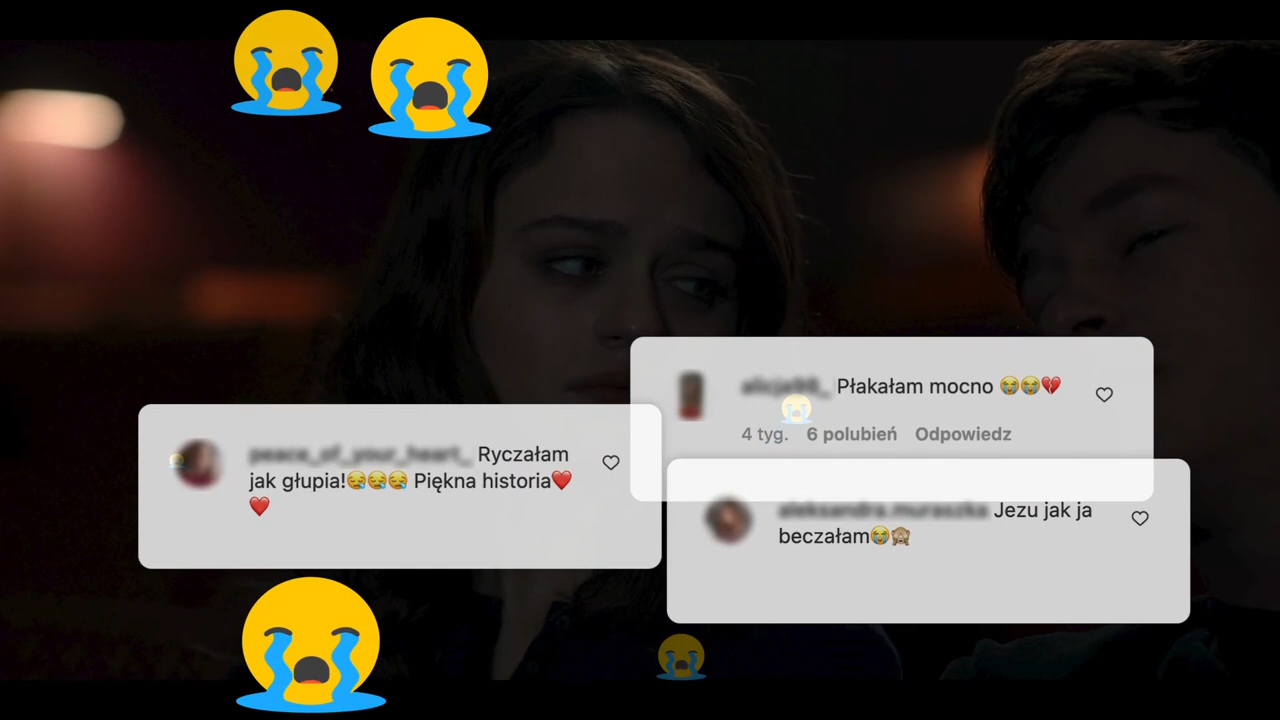 Płakałam mocno 😭😭💔
4 tyg. 6 polubień Odpowiedz
Ryczałam
jak głupia!😪😪😪 Piękna historia❤️
❤️
Jezu jak ja
beczałam😭🙈